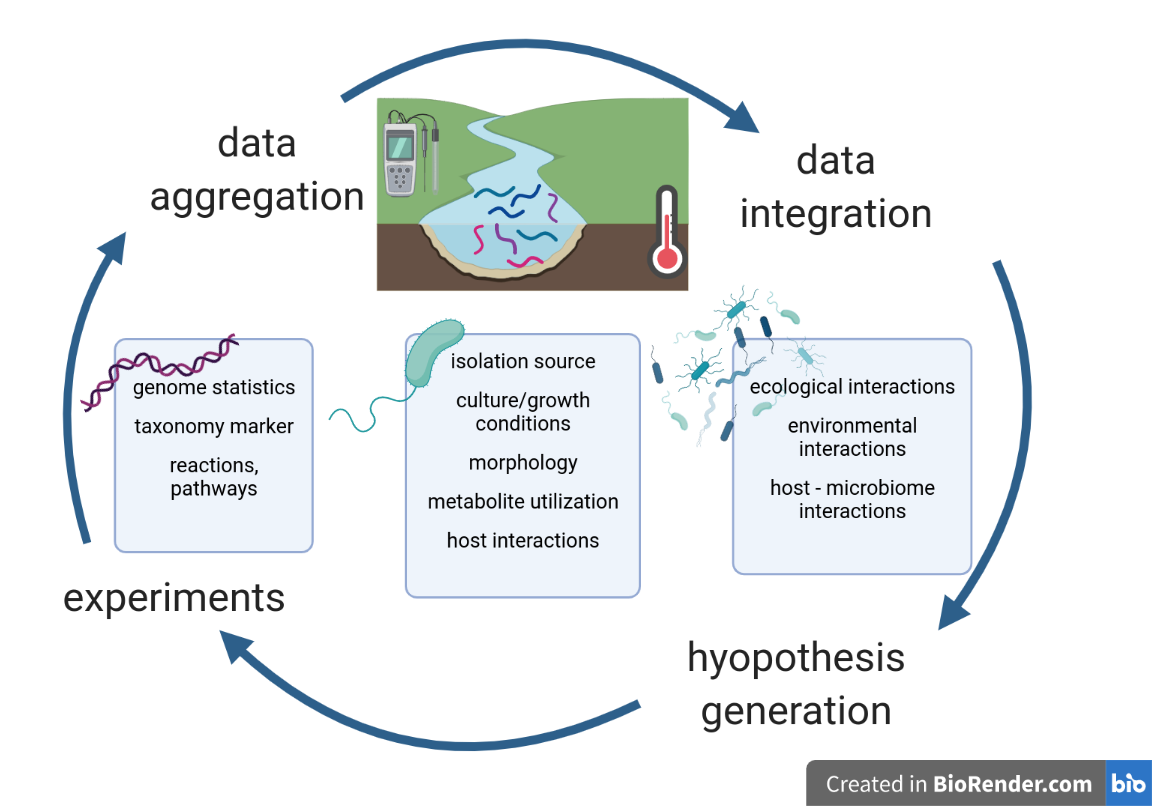 data
aggregation
data
integration
genome statistics
taxonomy marker
reactions,
pathways
isolation source
culture/growth
conditions
morphology
metabolite utilization
host interactions
ecological interactions
environmental
interactions
host - microbiome
interactions
experiments
hyopothesis
generation
Created in BioRender.com bio